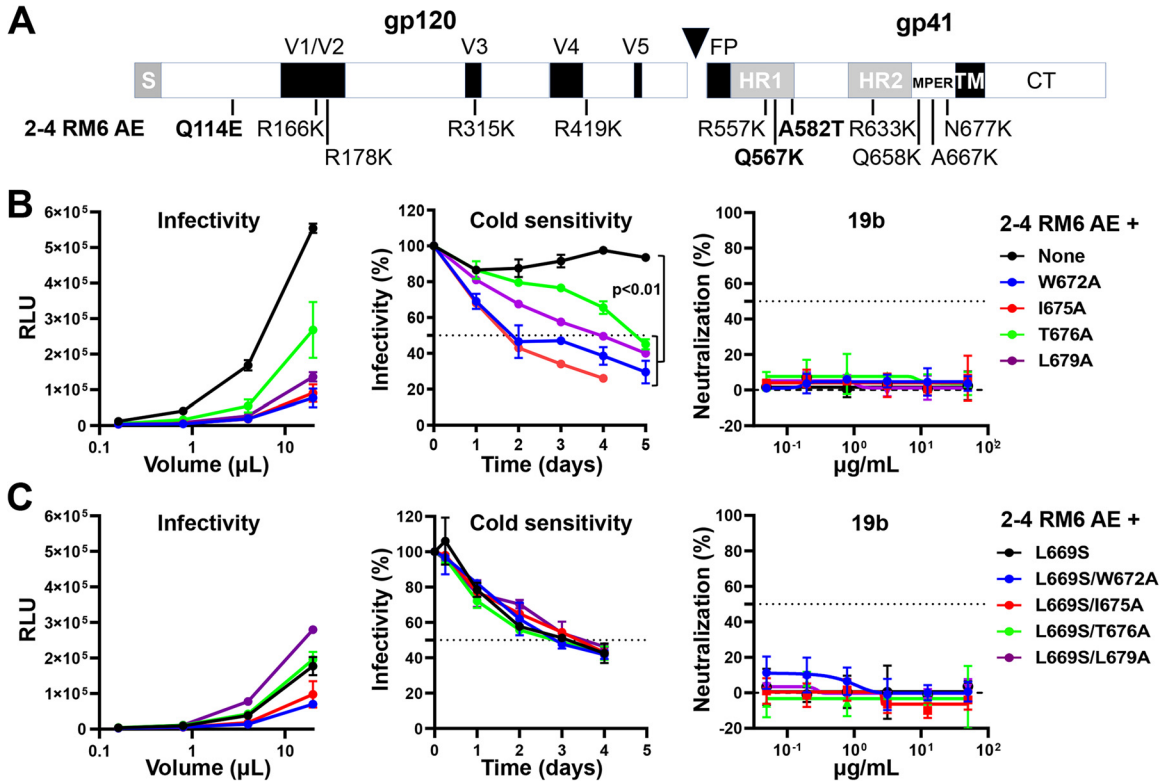 A
gp120
gp41
V1/V2
V3
V4
V5
FP
S
HR1
HR2
MPER
TM
CT
2-4 RM6 AE
Q114E
R166K
R178K
R315K
R419K
R557K
A582T
R633K
N677K
Q567K
Q658K
A667K
B
Infectivity
RLU
6×10⁵
5×10⁵
4×10⁵
3×10⁵
2×10⁵
1×10⁵
0
0.1
1
10
Volume (µL)
Cold sensitivity
Infectivity (%)
120
100
80
60
40
20
0
p<0.01
0 1 2 3 4 5
Time (days)
19b
Neutralization (%)
100
80
60
40
20
0
-20
10⁻¹ 10⁰ 10¹ 10²
µg/mL
2-4 RM6 AE +
None
W672A
I675A
T676A
L679A
C
Infectivity
RLU
6×10⁵
5×10⁵
4×10⁵
3×10⁵
2×10⁵
1×10⁵
0
0.1
1
10
Volume (µL)
Cold sensitivity
Infectivity (%)
120
100
80
60
40
20
0
0 1 2 3 4 5
Time (days)
19b
Neutralization (%)
100
80
60
40
20
0
-20
10⁻¹ 10⁰ 10¹ 10²
µg/mL
2-4 RM6 AE +
L669S
L669S/W672A
L669S/I675A
L669S/T676A
L669S/L679A